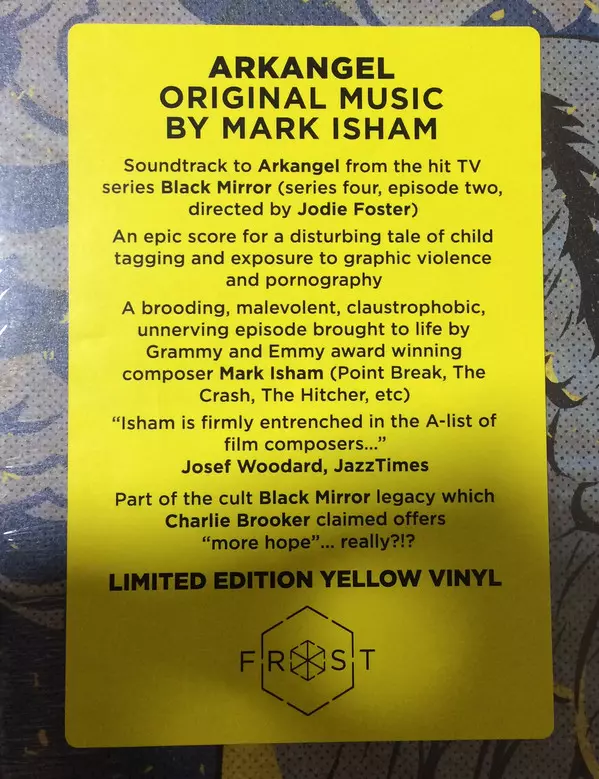 ARKANGEL
ORIGINAL MUSIC
BY MARK ISHAM
Soundtrack to Arkangel from the hit TV
series Black Mirror (series four, episode two,
directed by Jodie Foster)
An epic score for a disturbing tale of child
tagging and exposure to graphic violence
and pornography
A brooding, malevolent, claustrophobic,
unnerving episode brought to life by
Grammy and Emmy award winning
composer Mark Isham (Point Break, The
Crash, The Hitcher, etc)
“Isham is firmly entrenched in the A-list of
film composers...”
Josef Woodard, JazzTimes
Part of the cult Black Mirror legacy which
Charlie Brooker claimed offers
“more hope”... really?!?
LIMITED EDITION YELLOW VINYL
FROST